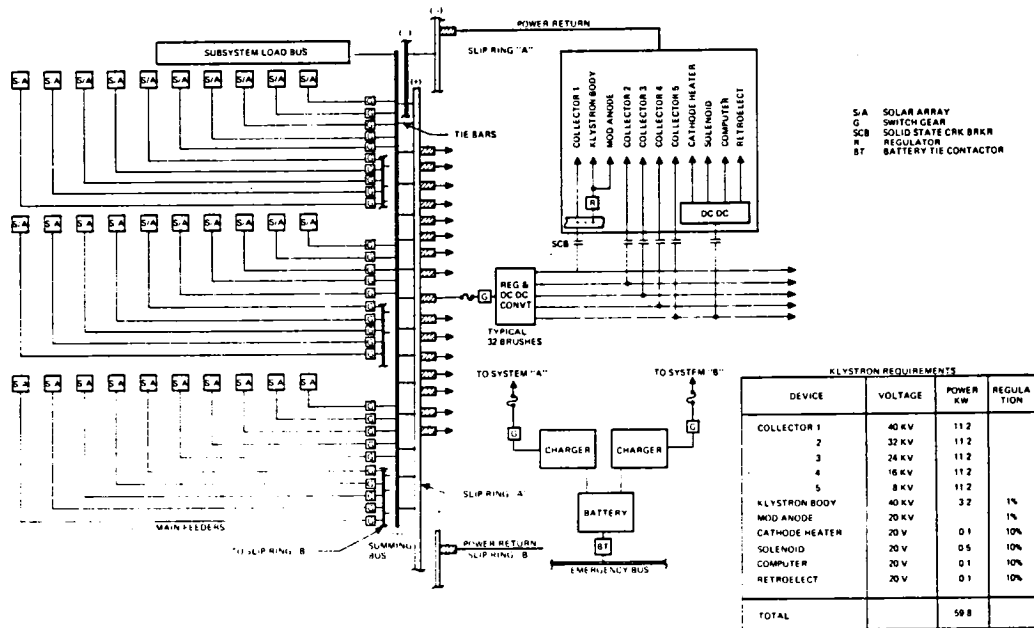 (-)
POWER RETURN
SUBSYSTEM LOAD BUS
(-)
SLIP RING "A"
(+)
S/A S/A S/A S/A S/A S/A S/A S/A S/A S/A
G
G
G
G
G
G
G
G
G
G
TIE BARS
COLLECTOR 1
KLYSTRON BODY
MOD ANODE
COLLECTOR 2
COLLECTOR 3
COLLECTOR 4
COLLECTOR 5
CATHODE HEATER
SOLENOID
COMPUTER
RETROELECT
R
DC DC
SCB
S/A SOLAR ARRAY
G SWITCH GEAR
SCB SOLID STATE CRK BRKR
R REGULATOR
BT BATTERY TIE CONTACTOR
S/A S/A S/A S/A S/A S/A S/A S/A S/A S/A
G
G
G
G
G
G
G
G
G
G
G
REG &
DC DC
CONVT
TYPICAL
32 BRUSHES
S/A S/A S/A S/A S/A S/A S/A S/A S/A S/A
G
G
G
G
G
G
G
G
G
G
TO SYSTEM "A"
TO SYSTEM "B"
G
G
CHARGER
CHARGER
BATTERY
BT
EMERGENCY BUS
SLIP RING "A"
MAIN FEEDERS
TO SLIP RING B
SUMMING
BUS
POWER RETURN
SLIP RING B
KLYSTRON REQUIREMENTS
DEVICE VOLTAGE POWER KW REGULA TION
COLLECTOR 1 40 KV 11.2
2 32 KV 11.2
3 24 KV 11.2
4 16 KV 11.2
5 8 KV 11.2
KLYSTRON BODY 40 KV 3.2 1%
MOD ANODE 20 KV 1%
CATHODE HEATER 20 V 0.1 10%
SOLENOID 20 V 0.5 10%
COMPUTER 20 V 0.1 10%
RETROELECT 20 V 0.1 10%
TOTAL 59.8